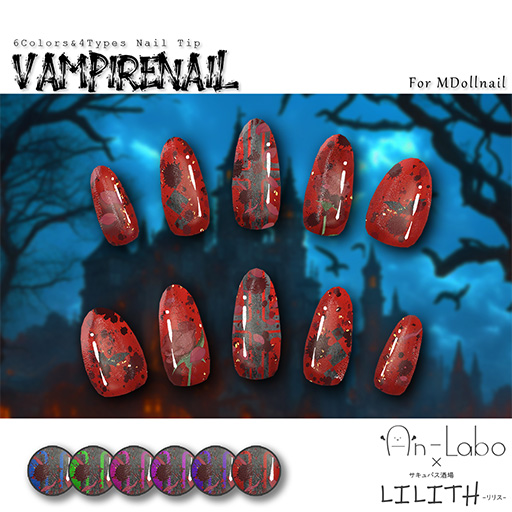 6Colors&4Types Nail Tip
VAMPIRENAIL
For MDollnail
An-Labo
×
サキュバス酒場
LILITH-リリス-